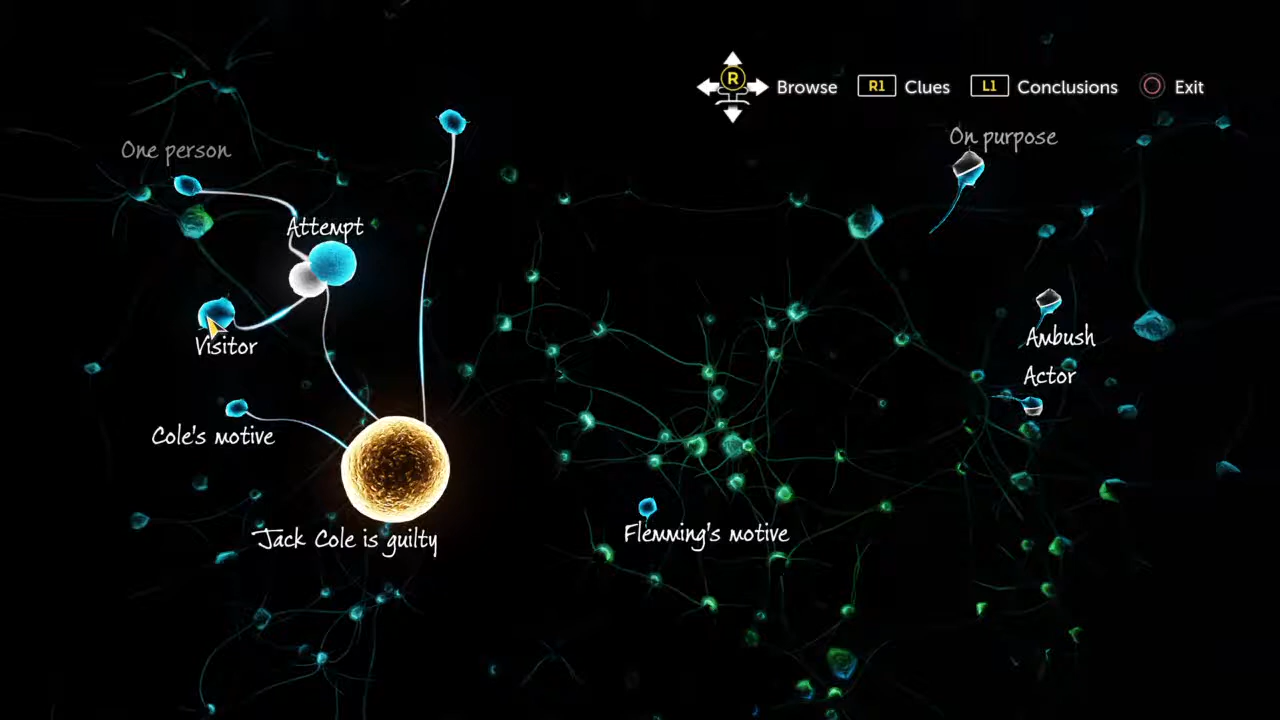 R Browse R1 Clues L1 Conclusions Exit
On purpose
One person
Attempt
Visitor
Ambush
Actor
Cole's motive
Flemming's motive
Jack Cole is guilty